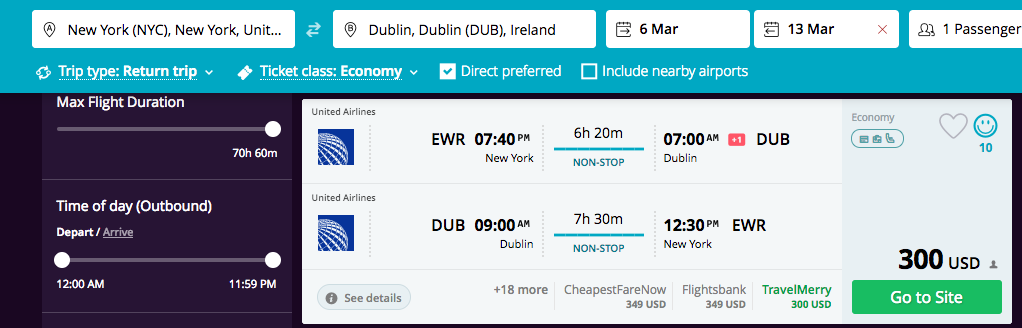 New York (NYC), New York, Unit...
Dublin, Dublin (DUB), Ireland
6 Mar
13 Mar
1 Passenger
Trip type: Return trip
Ticket class: Economy
Direct preferred
Include nearby airports
Max Flight Duration
70h 60m
Time of day (Outbound)
Depart / Arrive
12:00 AM
11:59 PM
United Airlines
EWR 07:40 PM
New York
6h 20m
NON-STOP
07:00 AM +1 DUB
Dublin
United Airlines
DUB 09:00 AM
Dublin
7h 30m
NON-STOP
12:30 PM EWR
New York
See details
+18 more
CheapestFareNow
349 USD
Flightsbank
349 USD
TravelMerry
300 USD
Economy
10
300 USD
Go to Site